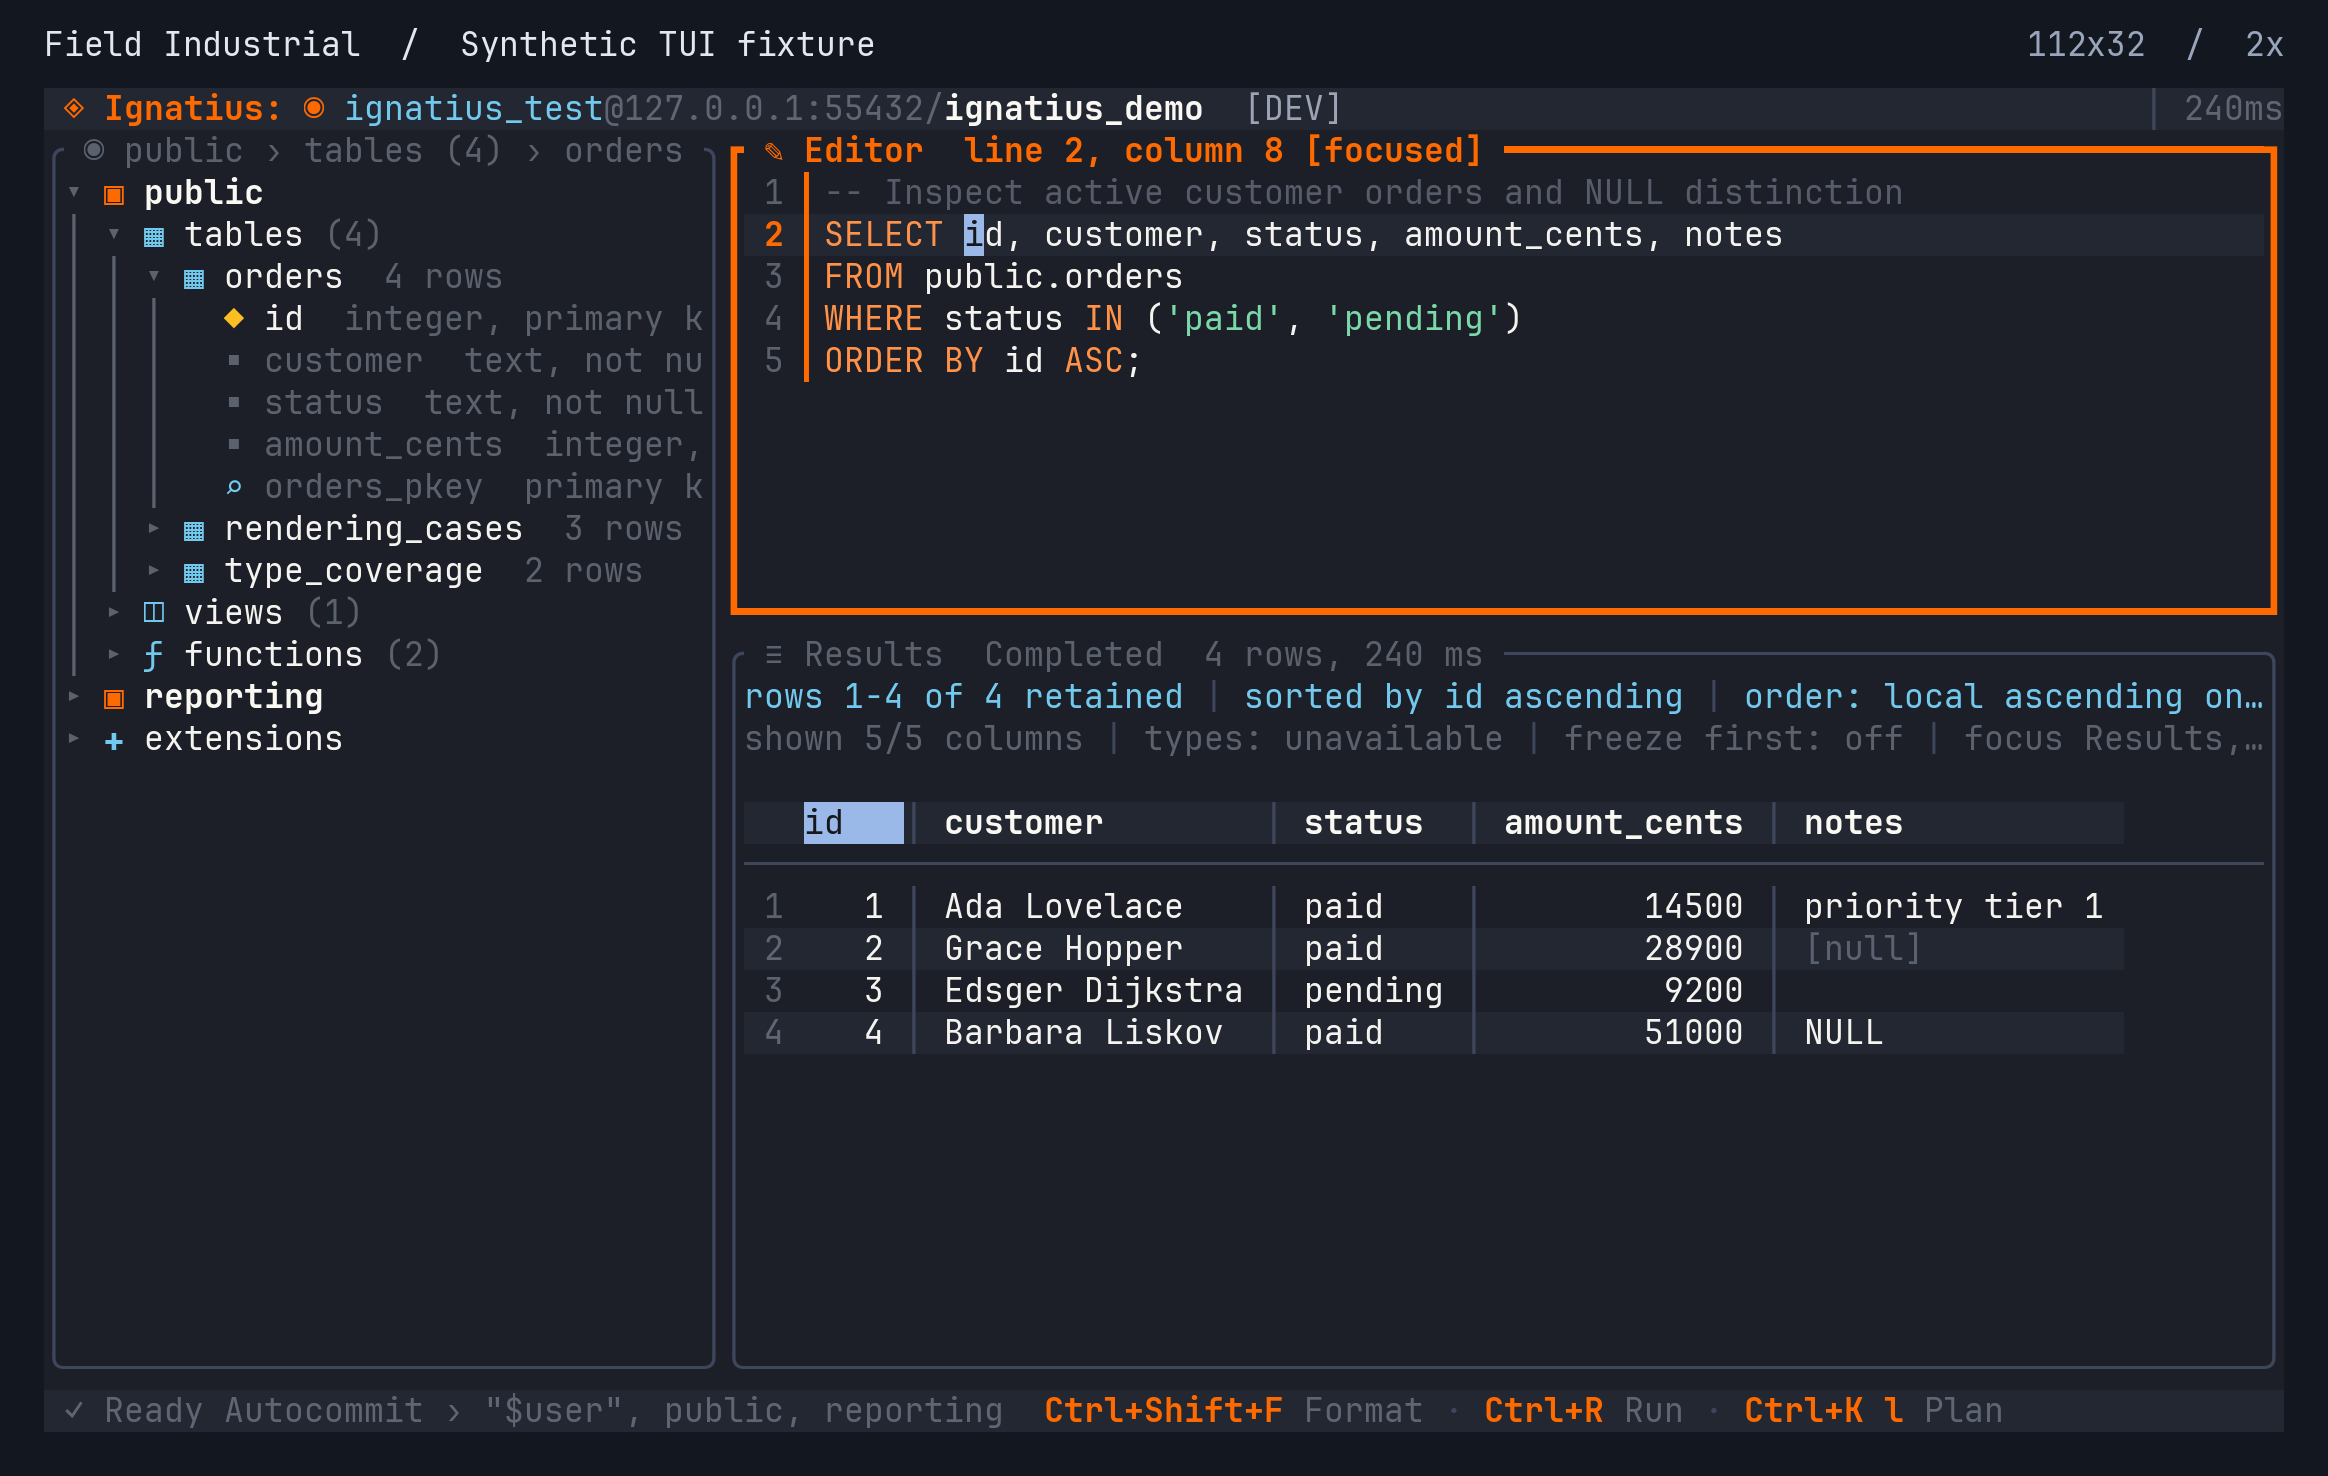 Field Industrial / Synthetic TUI fixture 112x32 / 2x
◈ Ignatius: ◉ ignatius_test@127.0.0.1:55432/ignatius_demo [DEV] │ 240ms
◉ public › tables (4) › orders
▾ ▣ public
▾ ▦ tables (4)
▾ ▦ orders 4 rows
◆ id integer, primary k
▪ customer text, not nu
▪ status text, not null
▪ amount_cents integer,
⌕ orders_pkey primary k
▸ ▦ rendering_cases 3 rows
▸ ▦ type_coverage 2 rows
▸ ◫ views (1)
▸ ƒ functions (2)
▸ ▣ reporting
▸ ✚ extensions
✎ Editor line 2, column 8 [focused]
1 -- Inspect active customer orders and NULL distinction
2 SELECT id, customer, status, amount_cents, notes
3 FROM public.orders
4 WHERE status IN ('paid', 'pending')
5 ORDER BY id ASC;
≡ Results Completed 4 rows, 240 ms
rows 1-4 of 4 retained │ sorted by id ascending │ order: local ascending on…
shown 5/5 columns │ types: unavailable │ freeze first: off │ focus Results,…
id │ customer │ status │ amount_cents │ notes
1 1 │ Ada Lovelace │ paid │ 14500 │ priority tier 1
2 2 │ Grace Hopper │ paid │ 28900 │ [null]
3 3 │ Edsger Dijkstra │ pending │ 9200 │
4 4 │ Barbara Liskov │ paid │ 51000 │ NULL
✓ Ready Autocommit › "$user", public, reporting Ctrl+Shift+F Format · Ctrl+R Run · Ctrl+K l Plan